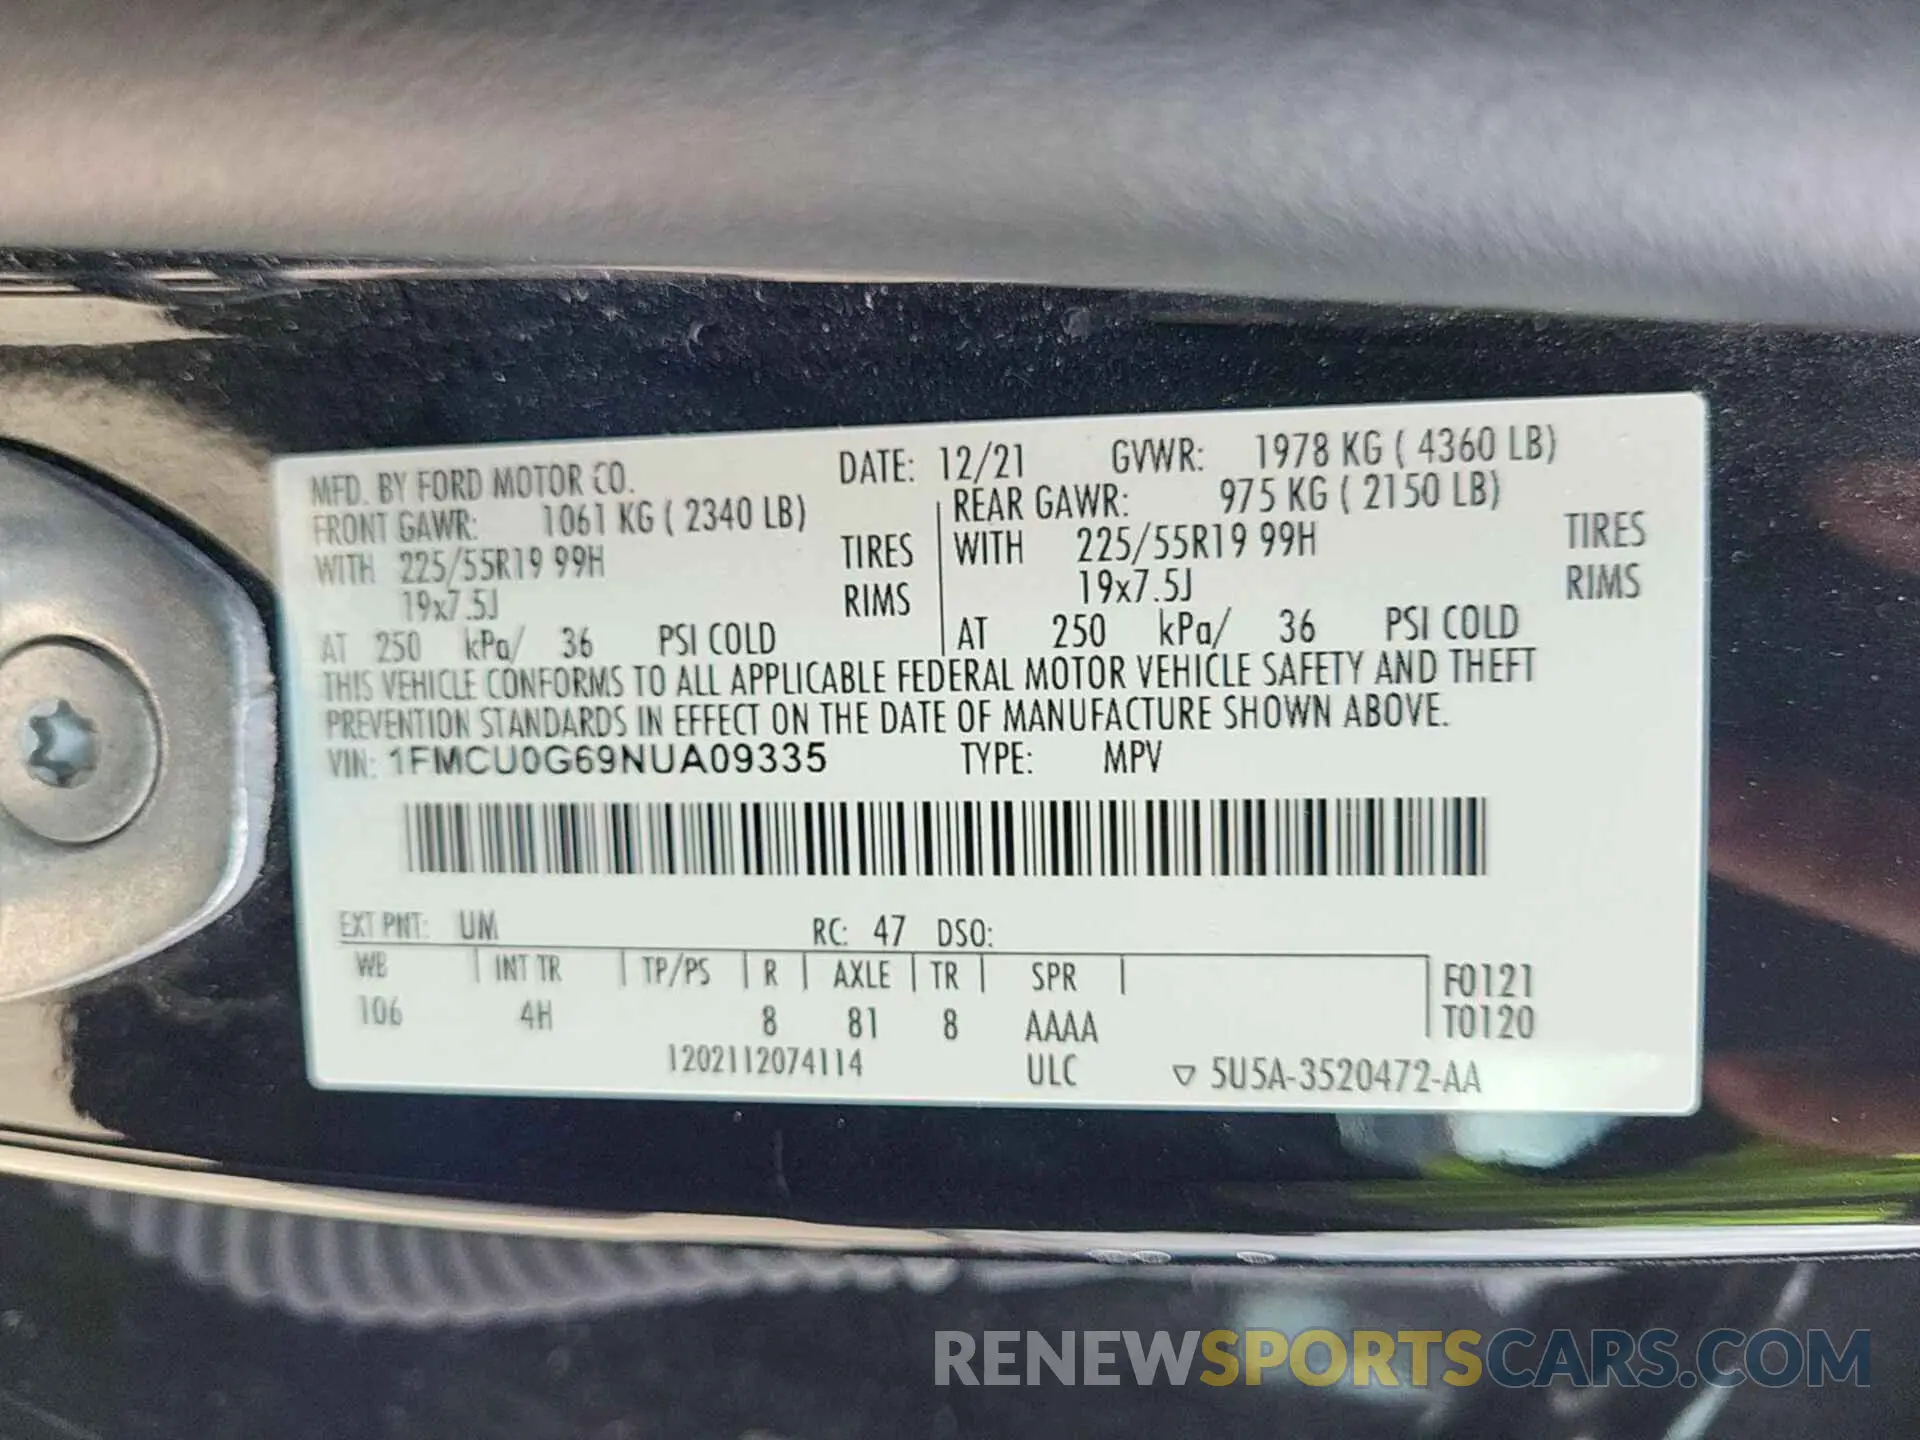 MFD. BY FORD MOTOR CO. DATE: 12/21 GVWR: 1978 KG ( 4360 LB)
FRONT GAWR: 1061 KG ( 2340 LB) REAR GAWR: 975 KG ( 2150 LB)
WITH 225/55R19 99H TIRES WITH 225/55R19 99H TIRES
19x7.5J RIMS 19x7.5J RIMS
AT 250 kPa/ 36 PSI COLD AT 250 kPa/ 36 PSI COLD
THIS VEHICLE CONFORMS TO ALL APPLICABLE FEDERAL MOTOR VEHICLE SAFETY AND THEFT
PREVENTION STANDARDS IN EFFECT ON THE DATE OF MANUFACTURE SHOWN ABOVE.
VIN: 1FMCU0G69NUA09335 TYPE: MPV
EXT PNT: UM RC: 47 DSO:
WB INT TR TP/PS R AXLE TR SPR F0121
106 4H 8 81 8 AAAA T0120
1202112074114 ULC ▽ 5U5A-3520472-AA
RENEWSPORTSCARS.COM